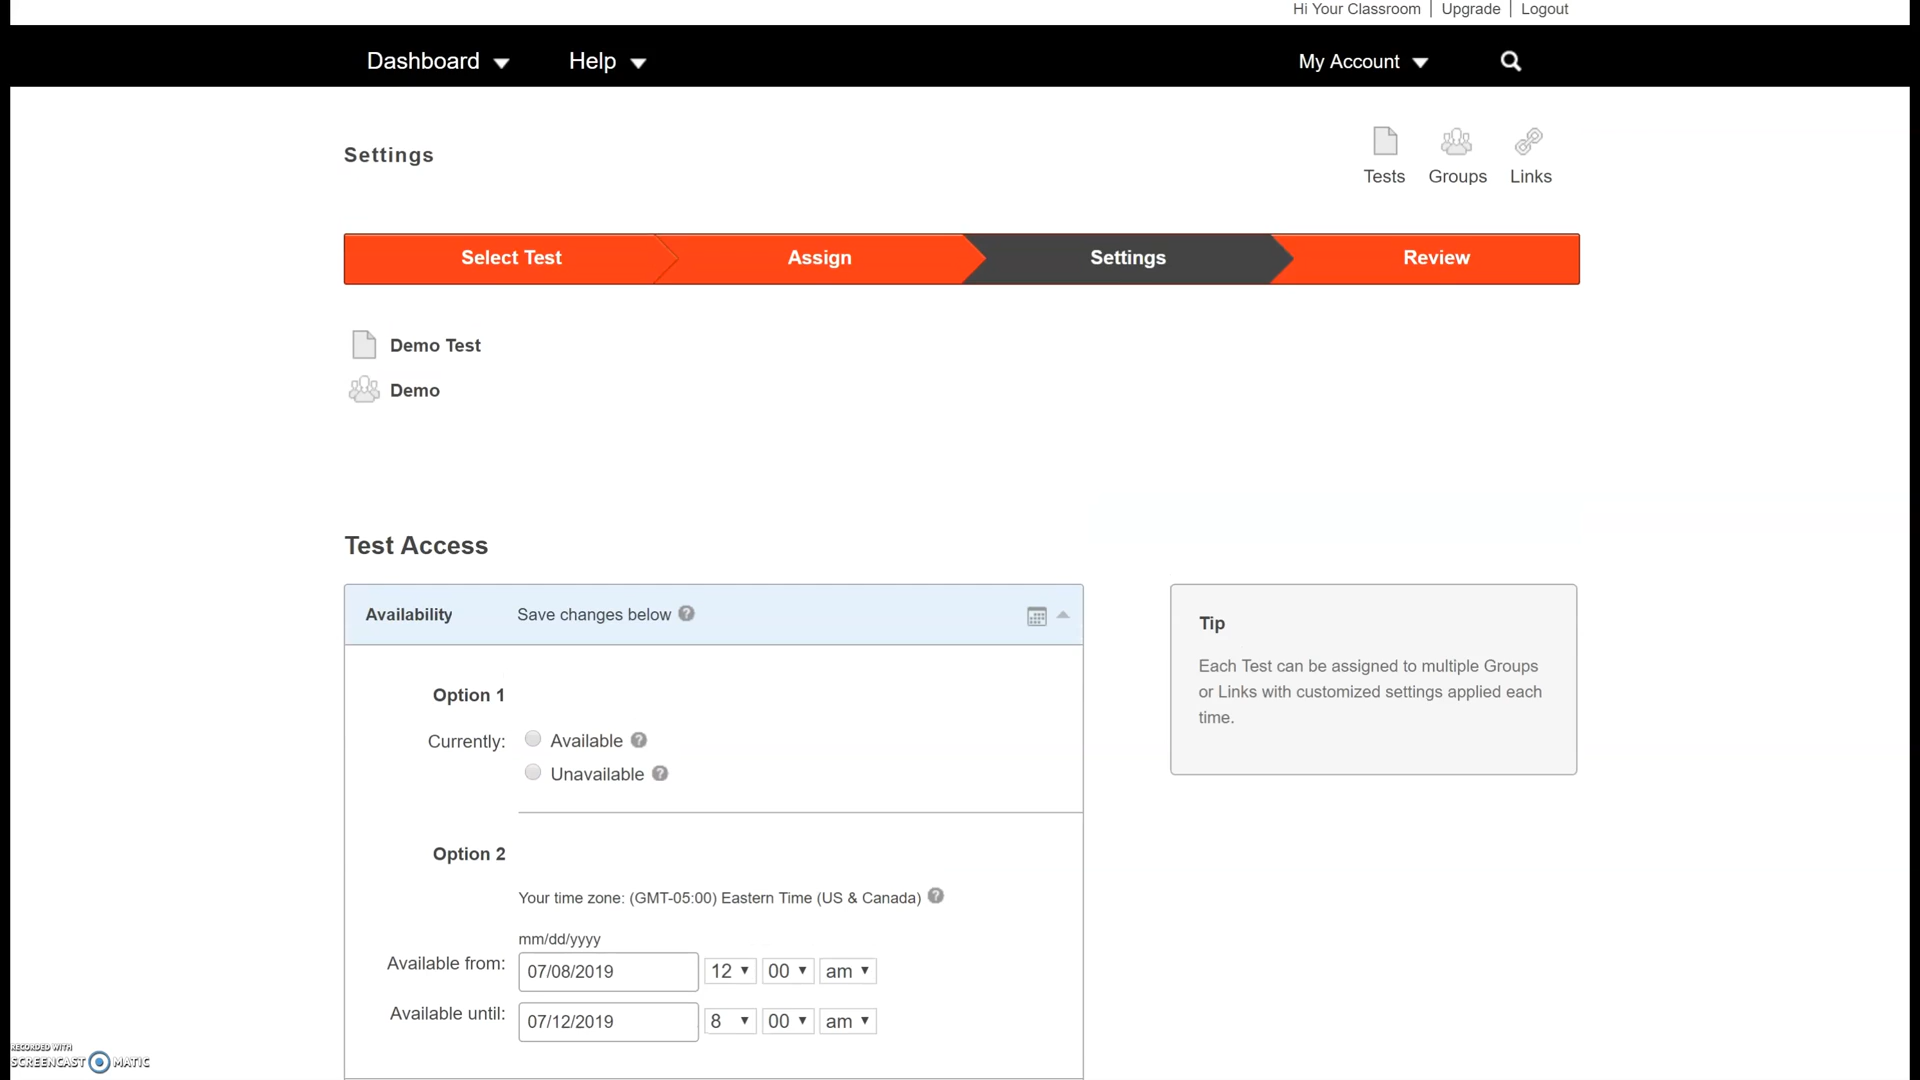 Hi Your Classroom | Upgrade | Logout
Dashboard Help My Account
Settings
Tests Groups Links
Select Test Assign Settings Review
Demo Test
Demo
Test Access
Availability Save changes below
Tip
Each Test can be assigned to multiple Groups
or Links with customized settings applied each
time.
Option 1
Currently: Available
Unavailable
Option 2
Your time zone: (GMT-05:00) Eastern Time (US & Canada)
mm/dd/yyyy
Available from: 07/08/2019 12 00 am
Available until: 07/12/2019 8 00 am
RECORDED WITH
SCREENCAST MATIC